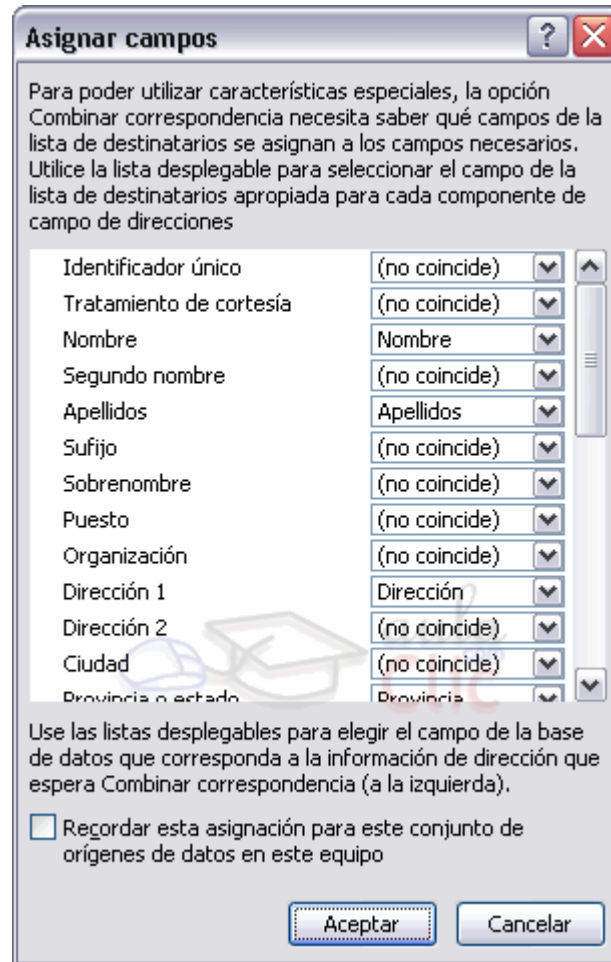 Asignar campos
Para poder utilizar características especiales, la opción
Combinar correspondencia necesita saber qué campos de la
lista de destinatarios se asignan a los campos necesarios.
Utilice la lista desplegable para seleccionar el campo de la
lista de destinatarios apropiada para cada componente de
campo de direcciones
Identificador único (no coincide)
Tratamiento de cortesía (no coincide)
Nombre Nombre
Segundo nombre (no coincide)
Apellidos Apellidos
Sufijo (no coincide)
Sobrenombre (no coincide)
Puesto (no coincide)
Organización (no coincide)
Dirección 1 Dirección
Dirección 2 (no coincide)
Ciudad (no coincide)
Provincia o estado Provincia
aula
Clic
Use las listas desplegables para elegir el campo de la base
de datos que corresponda a la información de dirección que
espera Combinar correspondencia (a la izquierda).
Recordar esta asignación para este conjunto de
orígenes de datos en este equipo
Aceptar Cancelar